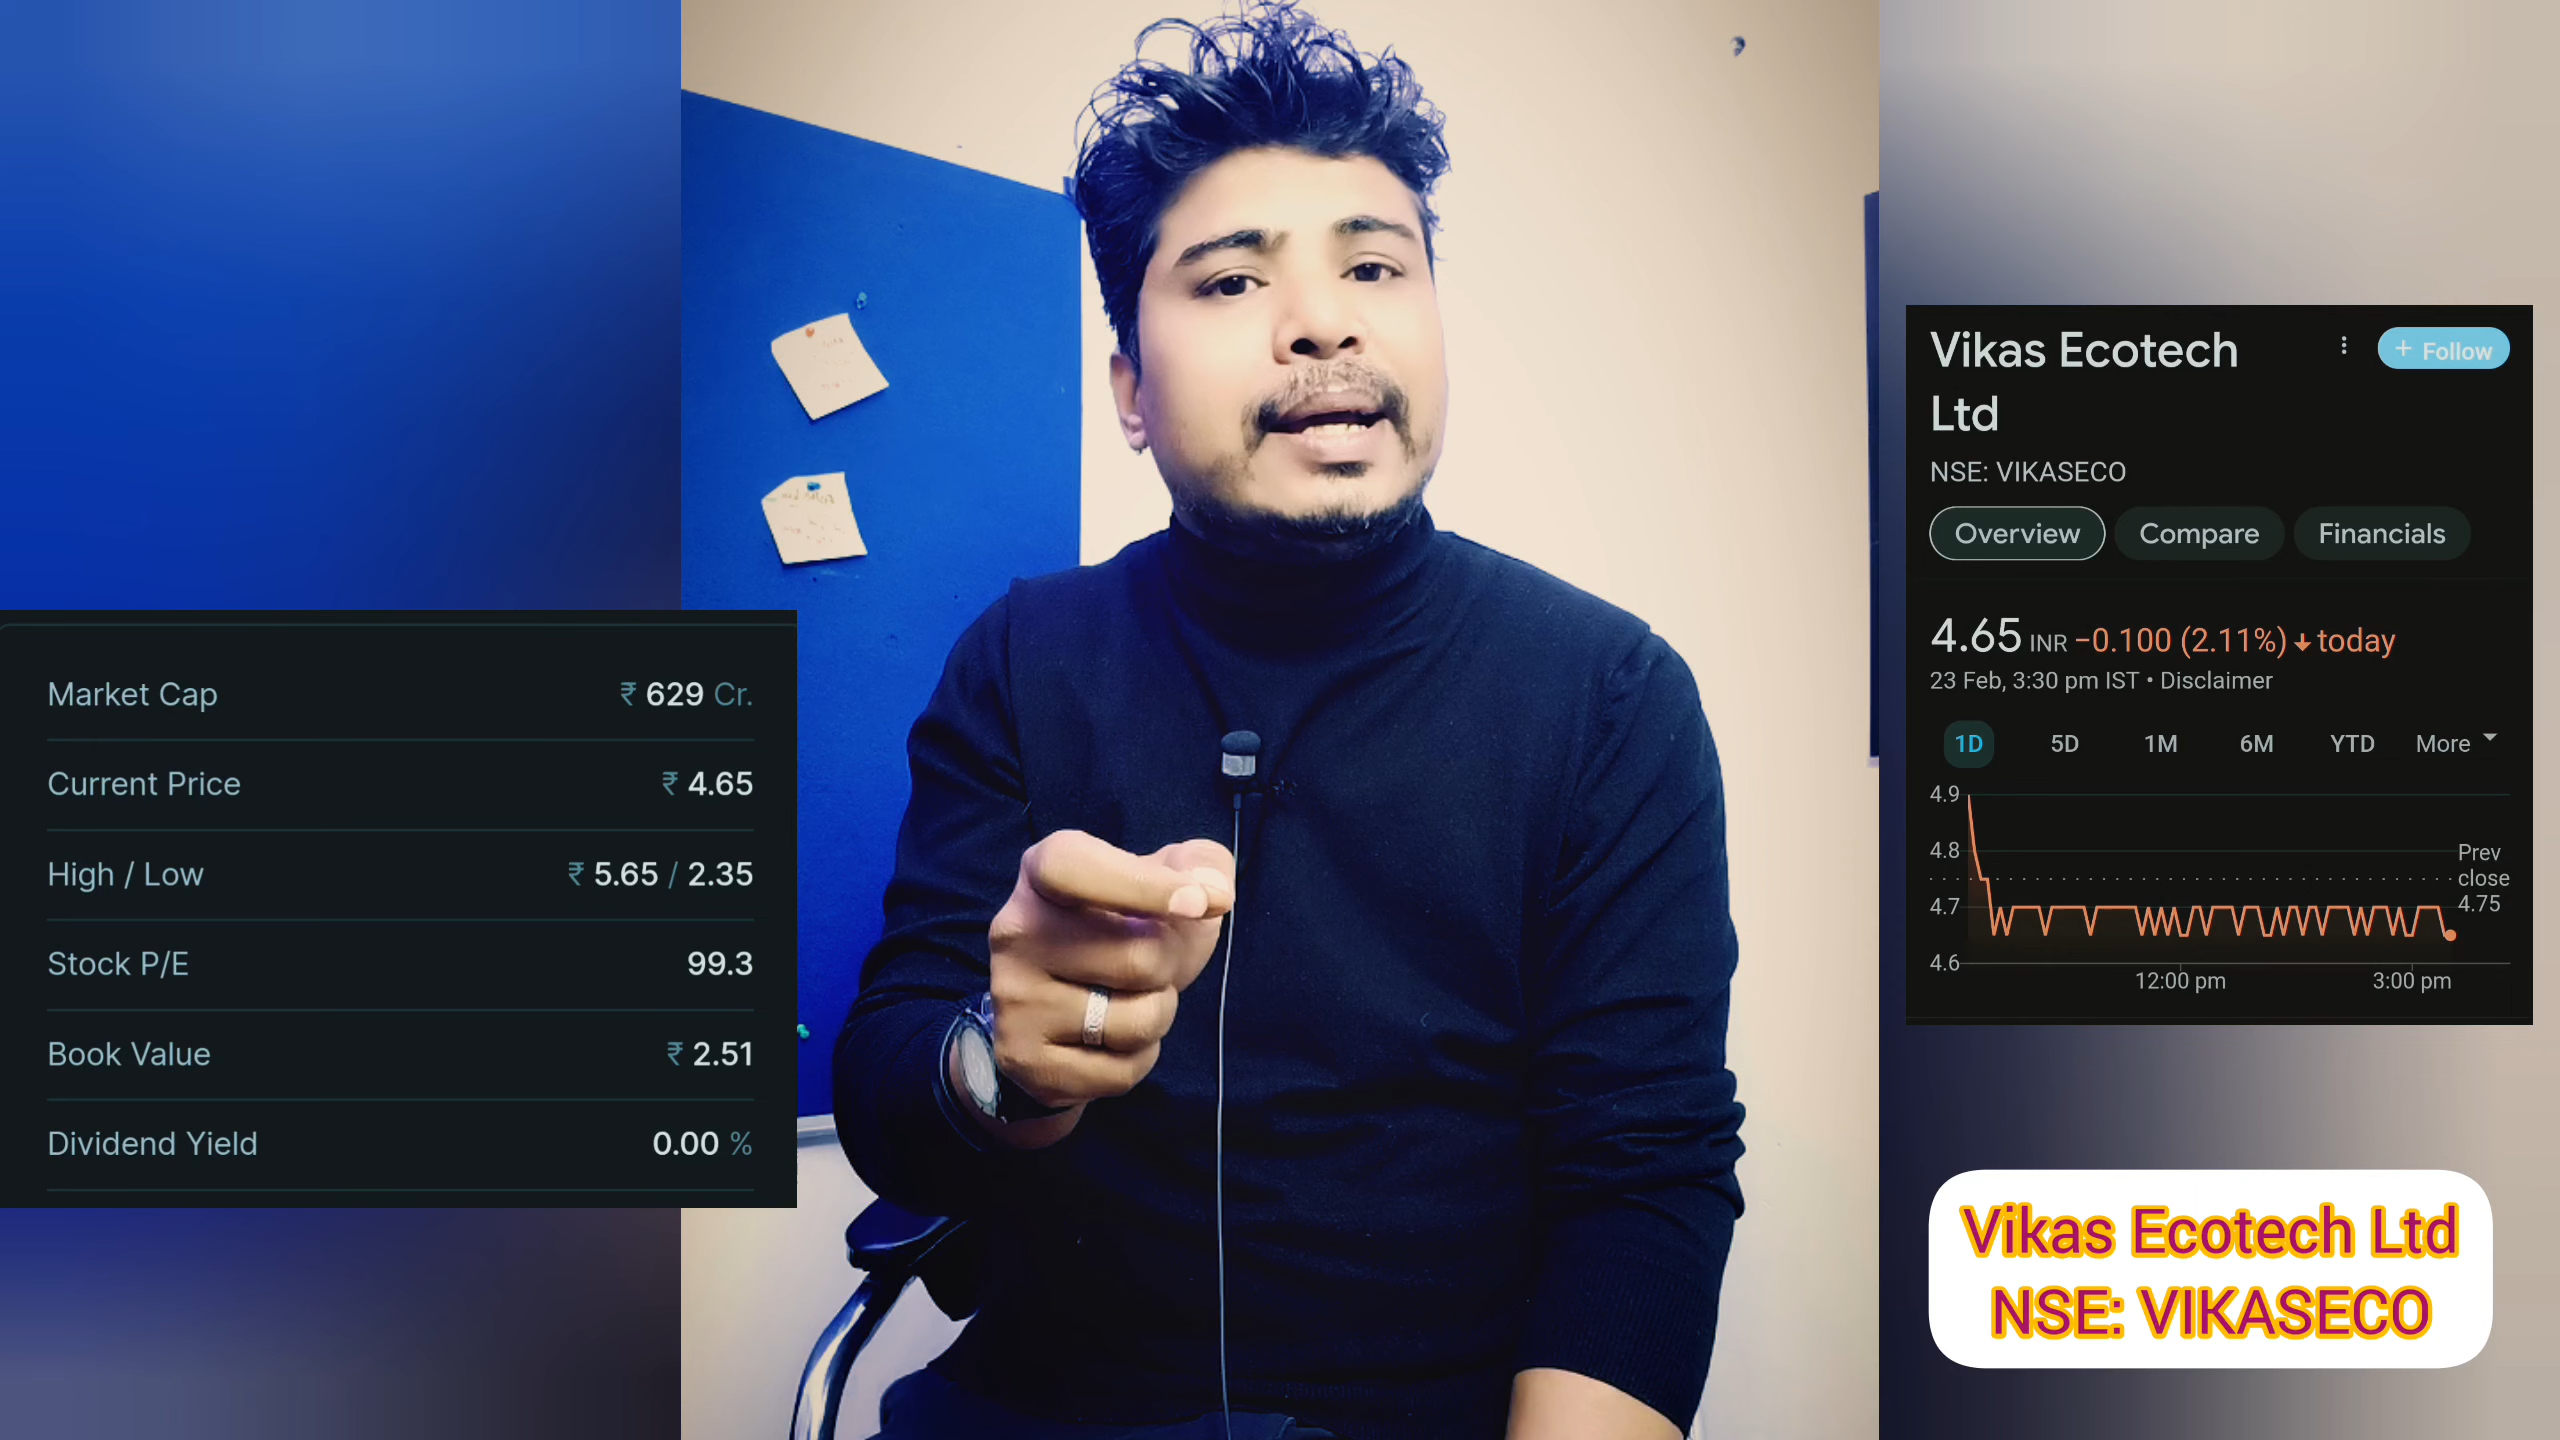 Market Cap ₹ 629 Cr.
Current Price ₹ 4.65
High / Low ₹ 5.65 / 2.35
Stock P/E 99.3
Book Value ₹ 2.51
Dividend Yield 0.00 %
Vikas Ecotech
Ltd
+ Follow
NSE: VIKASECO
Overview Compare Financials
4.65 INR −0.100 (2.11%) ↓ today
23 Feb, 3:30 pm IST • Disclaimer
1D 5D 1M 6M YTD More
4.9
4.8
4.7
4.6
Prev
close
4.75
12:00 pm 3:00 pm
Vikas Ecotech Ltd
NSE: VIKASECO